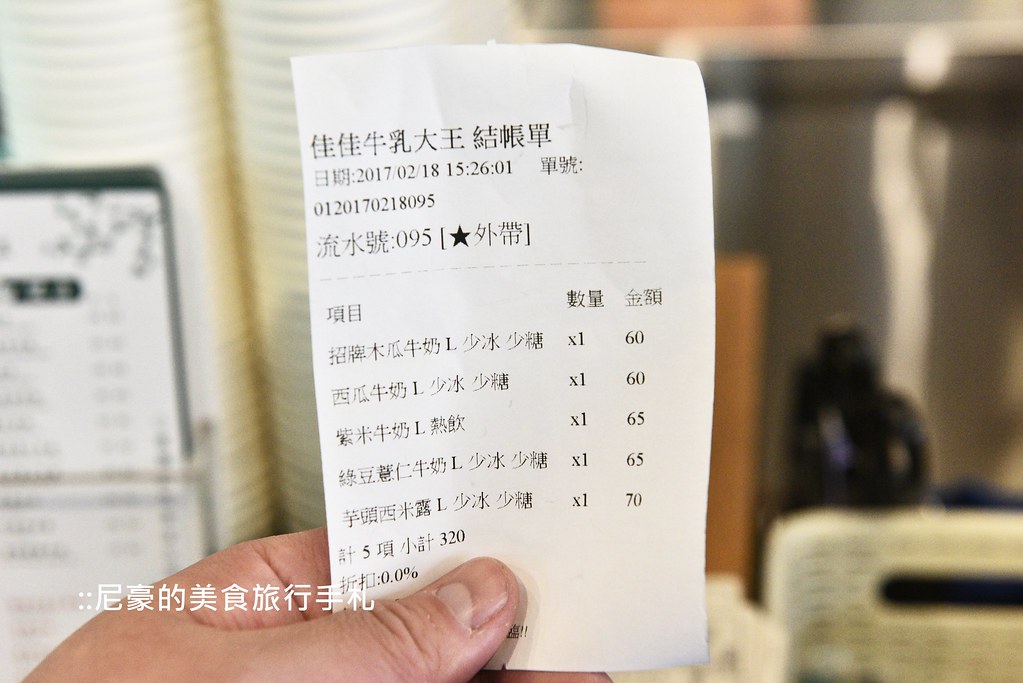 佳佳牛乳大王 結帳單
日期:2017/02/18 15:26:01 單號:
0120170218095
流水號:095 [★外帶]
項目 數量 金額
招牌木瓜牛奶 L 少冰 少糖 x1 60
西瓜牛奶 L 少冰 少糖 x1 60
紫米牛奶 L 熱飲 x1 65
綠豆薏仁牛奶 L 少冰 少糖 x1 65
芋頭西米露 L 少冰 少糖 x1 70
計 5 項 小計 320
折扣:0.0%
臨!!
::尼豪的美食旅行手札